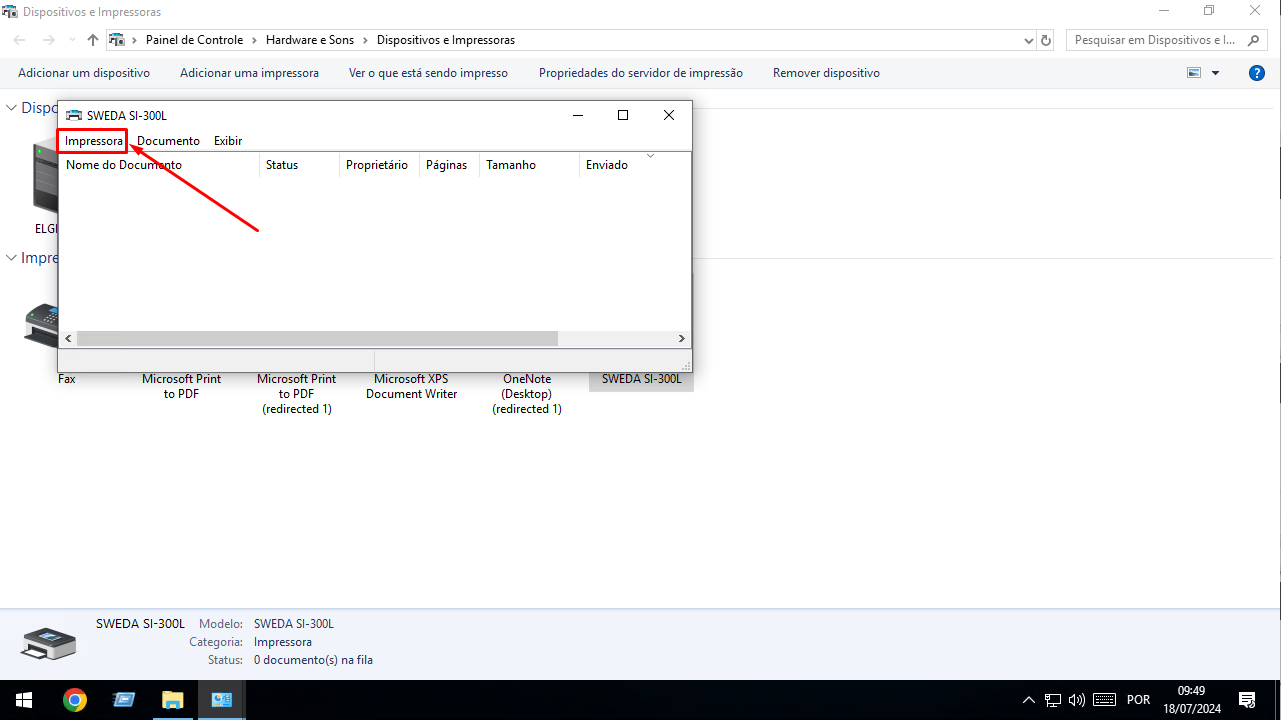 Dispositivos e Impressoras
Painel de Controle Hardware e Sons Dispositivos e Impressoras
Pesquisar em Dispositivos e I...
Adicionar um dispositivo Adicionar uma impressora Ver o que está sendo impresso Propriedades do servidor de impressão Remover dispositivo
?
Dispo
SWEDA SI-300L
Impressora Documento Exibir
Nome do Documento Status Proprietário Páginas Tamanho Enviado
ELGI
Impre
Fax
Microsoft Print
to PDF
Microsoft Print
to PDF
(redirected 1)
Microsoft XPS
Document Writer
OneNote
(Desktop)
(redirected 1)
SWEDA SI-300L
SWEDA SI-300L Modelo: SWEDA SI-300L
Categoria: Impressora
Status: 0 documento(s) na fila
POR
09:49
18/07/2024